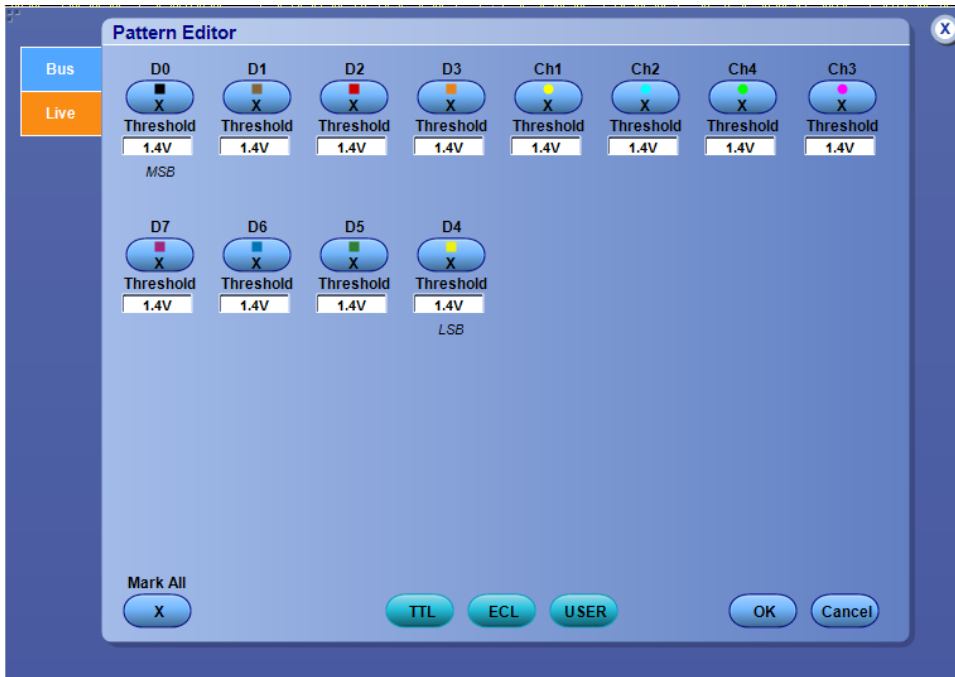 Pattern Editor
X
Bus
Live
D0 D1 D2 D3 Ch1 Ch2 Ch4 Ch3
X X X X X X X X
Threshold Threshold Threshold Threshold Threshold Threshold Threshold Threshold
1.4V 1.4V 1.4V 1.4V 1.4V 1.4V 1.4V 1.4V
MSB
D7 D6 D5 D4
X X X X
Threshold Threshold Threshold Threshold
1.4V 1.4V 1.4V 1.4V
LSB
Mark All
X TTL ECL USER OK Cancel